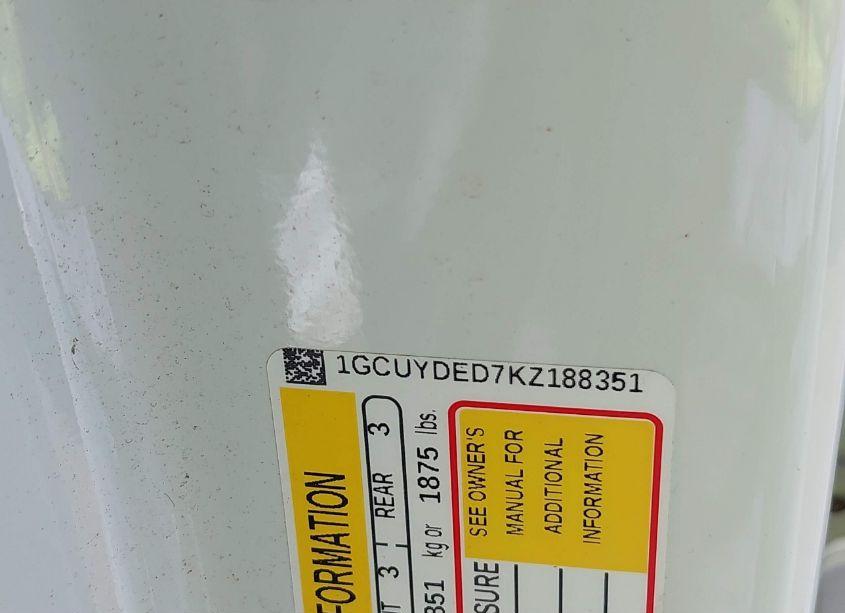 1GCUYDED7KZ188351
FORMATION
T 3 REAR 3
351 kg or 1875 lbs.
SEE OWNER'S
MANUAL FOR
ADDITIONAL
INFORMATION
SURE